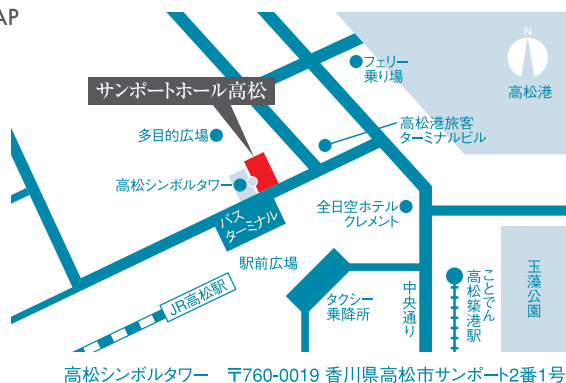 AP
N
高松港
フェリー
乗り場
サンポートホール高松
多目的広場
高松港旅客
ターミナルビル
高松シンボルタワー
全日空ホテル
クレメント
バス
ターミナル
駅前広場
JR高松駅
タクシー
乗降所
中央通り
ことでん
高松築港駅
玉藻公園
高松シンボルタワー　〒760-0019 香川県高松市サンポート2番1号